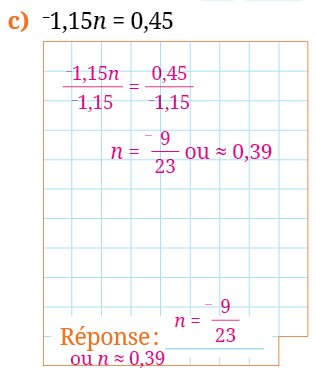 c) ⁻1,15n = 0,45
⁻1,15n / ⁻1,15 = 0,45 / ⁻1,15
n = ⁻ 9/23 ou ≈ 0,39
n = ⁻ 9/23
Réponse :
ou n ≈ 0,39